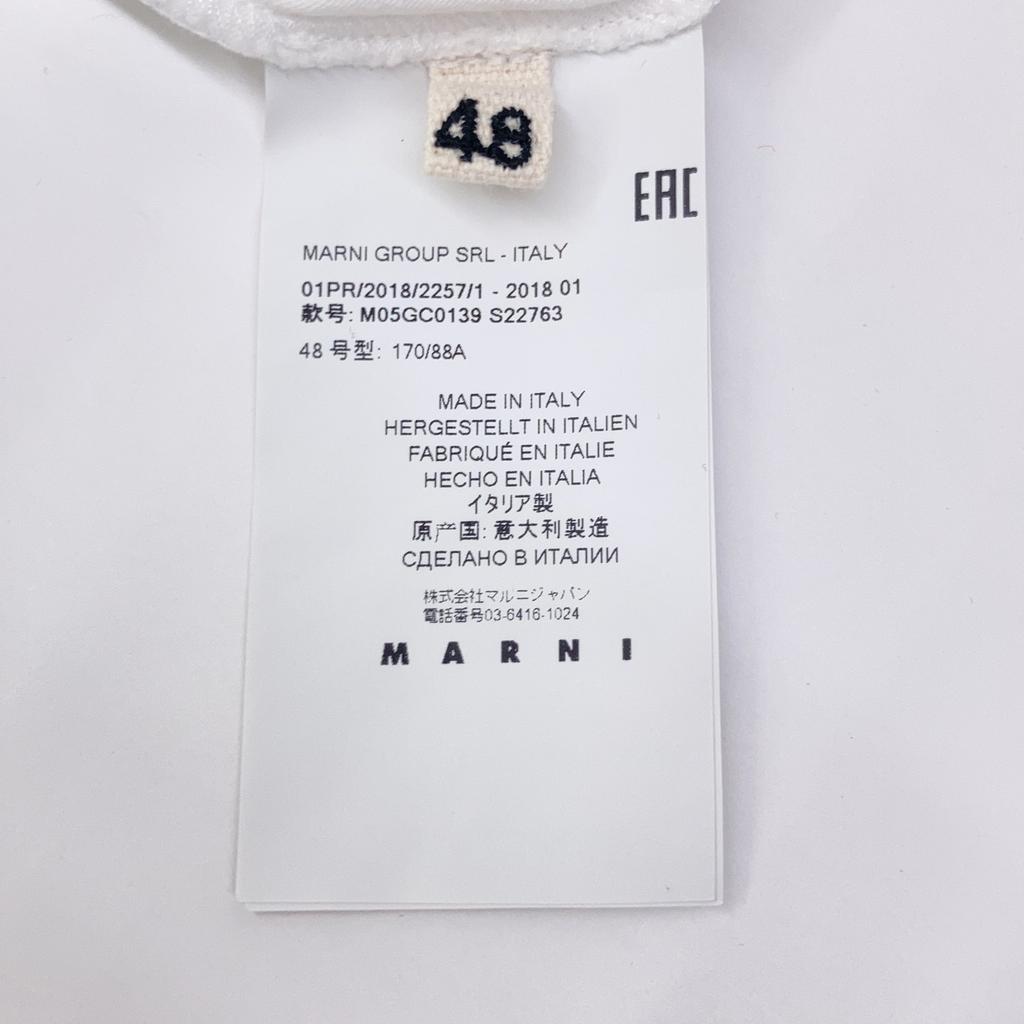 48
EAC
MARNI GROUP SRL - ITALY
01PR/2018/2257/1 - 2018 01
款号: M05GC0139 S22763
48 号型: 170/88A
MADE IN ITALY
HERGESTELLT IN ITALIEN
FABRIQUÉ EN ITALIE
HECHO EN ITALIA
イタリア製
原产国: 意大利製造
СДЕЛАНО В ИТАЛИИ
株式会社マルニジャパン
電話番号03-6416-1024
MARNI